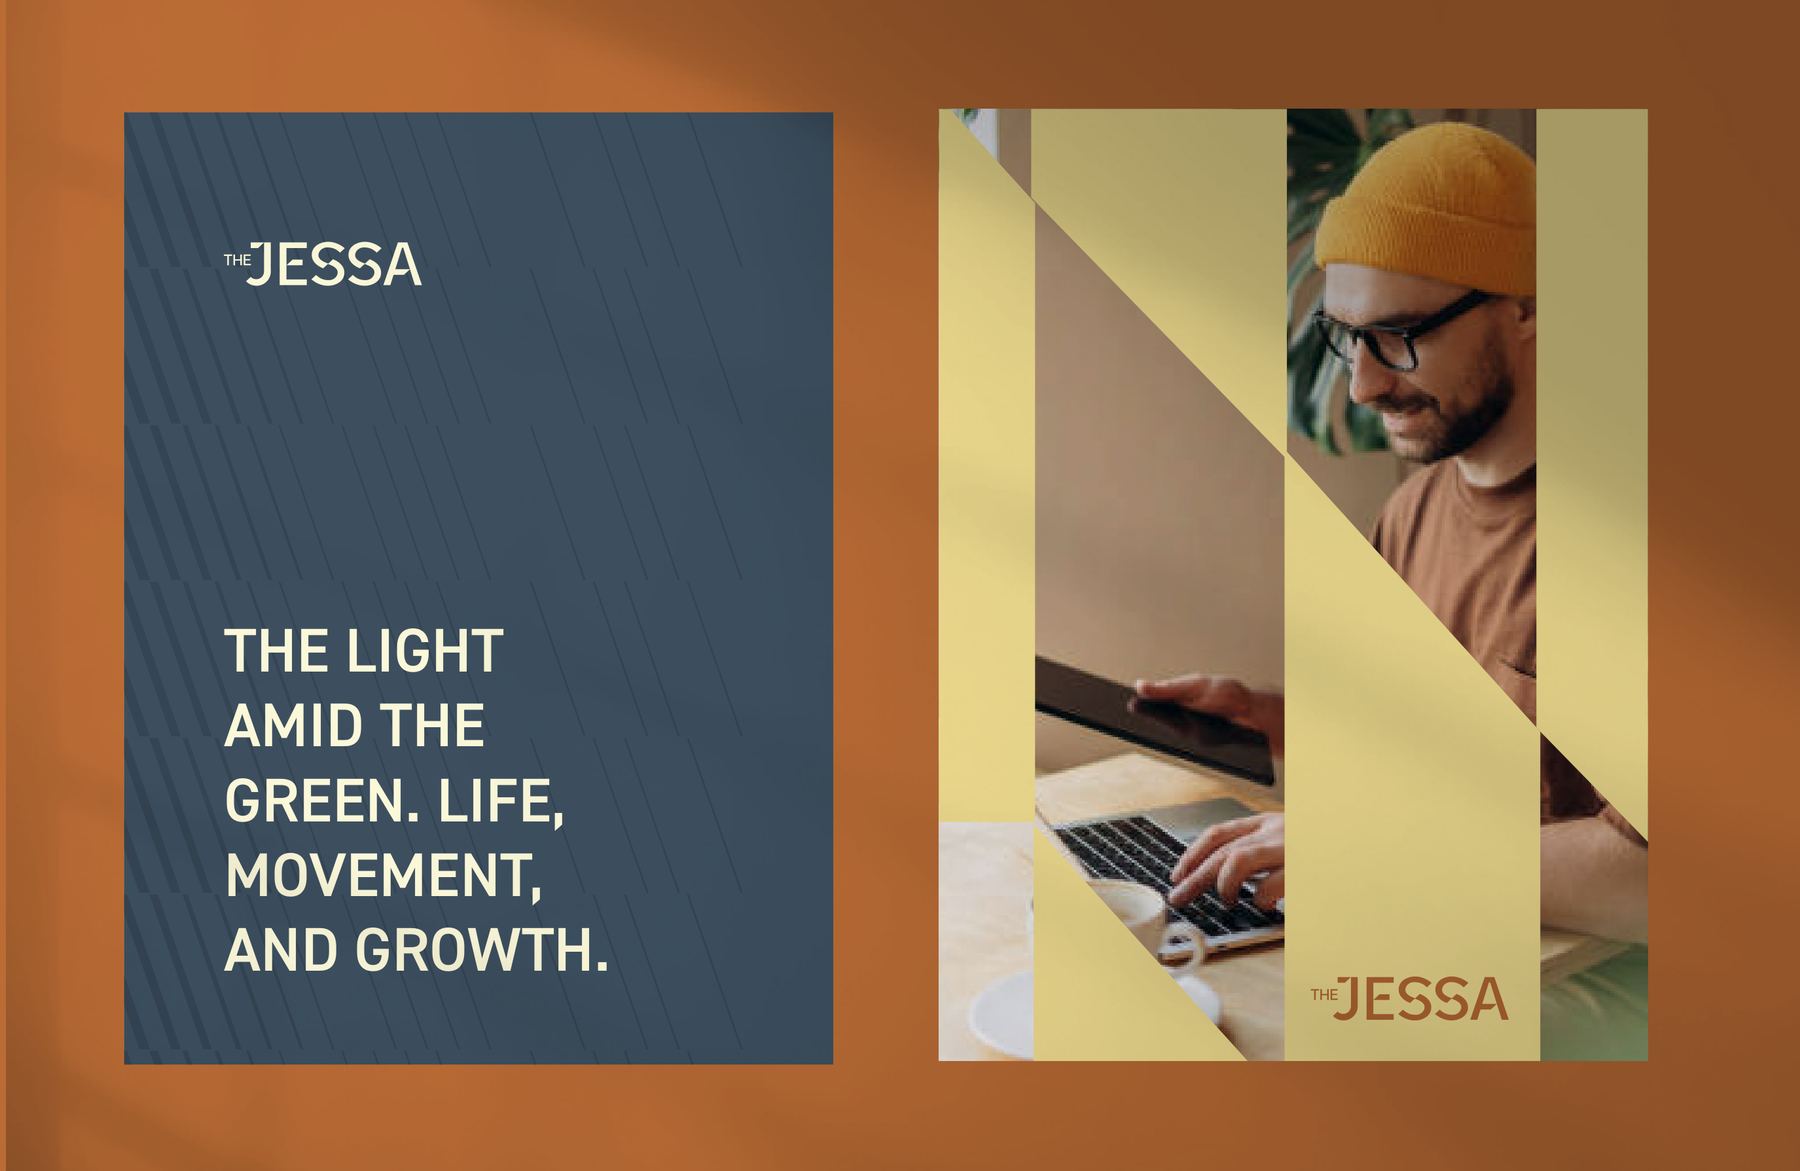 THE JESSA
THE LIGHT
AMID THE
GREEN. LIFE,
MOVEMENT,
AND GROWTH.
THE JESSA